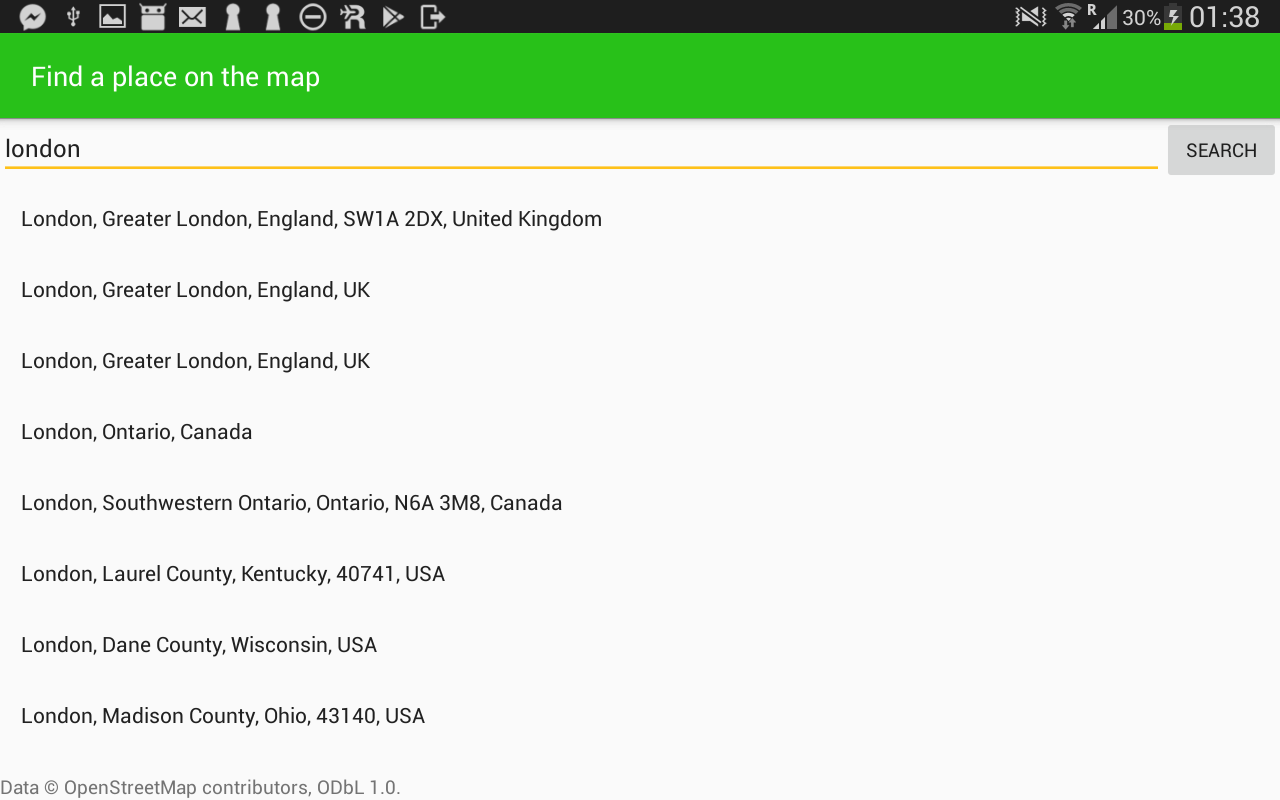 R 30% 01:38
Find a place on the map
london
SEARCH
London, Greater London, England, SW1A 2DX, United Kingdom
London, Greater London, England, UK
London, Greater London, England, UK
London, Ontario, Canada
London, Southwestern Ontario, Ontario, N6A 3M8, Canada
London, Laurel County, Kentucky, 40741, USA
London, Dane County, Wisconsin, USA
London, Madison County, Ohio, 43140, USA
Data © OpenStreetMap contributors, ODbL 1.0.